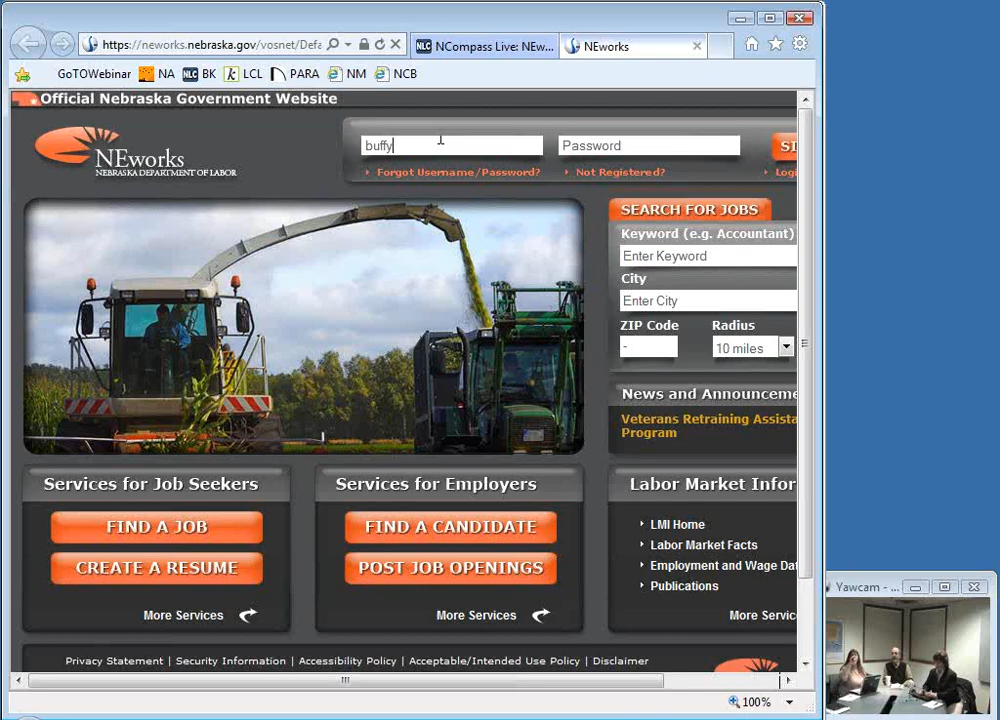 https://neworks.nebraska.gov/vosnet/Defa
NCompass Live: NEw...
NEworks
GoTOWebinar NA NLC BK LCL PARA NM NCB
Official Nebraska Government Website
NEworks
NEBRASKA DEPARTMENT OF LABOR
buffy
Password
SI
Forgot Username/Password?
Not Registered?
Logi
SEARCH FOR JOBS
Keyword (e.g. Accountant)
Enter Keyword
City
Enter City
ZIP Code
Radius
-
10 miles
News and Announceme
Veterans Retraining Assista
Program
Services for Job Seekers
FIND A JOB
CREATE A RESUME
More Services
Services for Employers
FIND A CANDIDATE
POST JOB OPENINGS
More Services
Labor Market Infor
LMI Home
Labor Market Facts
Employment and Wage Dat
Publications
More Servic
Privacy Statement | Security Information | Accessibility Policy | Acceptable/Intended Use Policy | Disclaimer
100%
Yawcam - ...